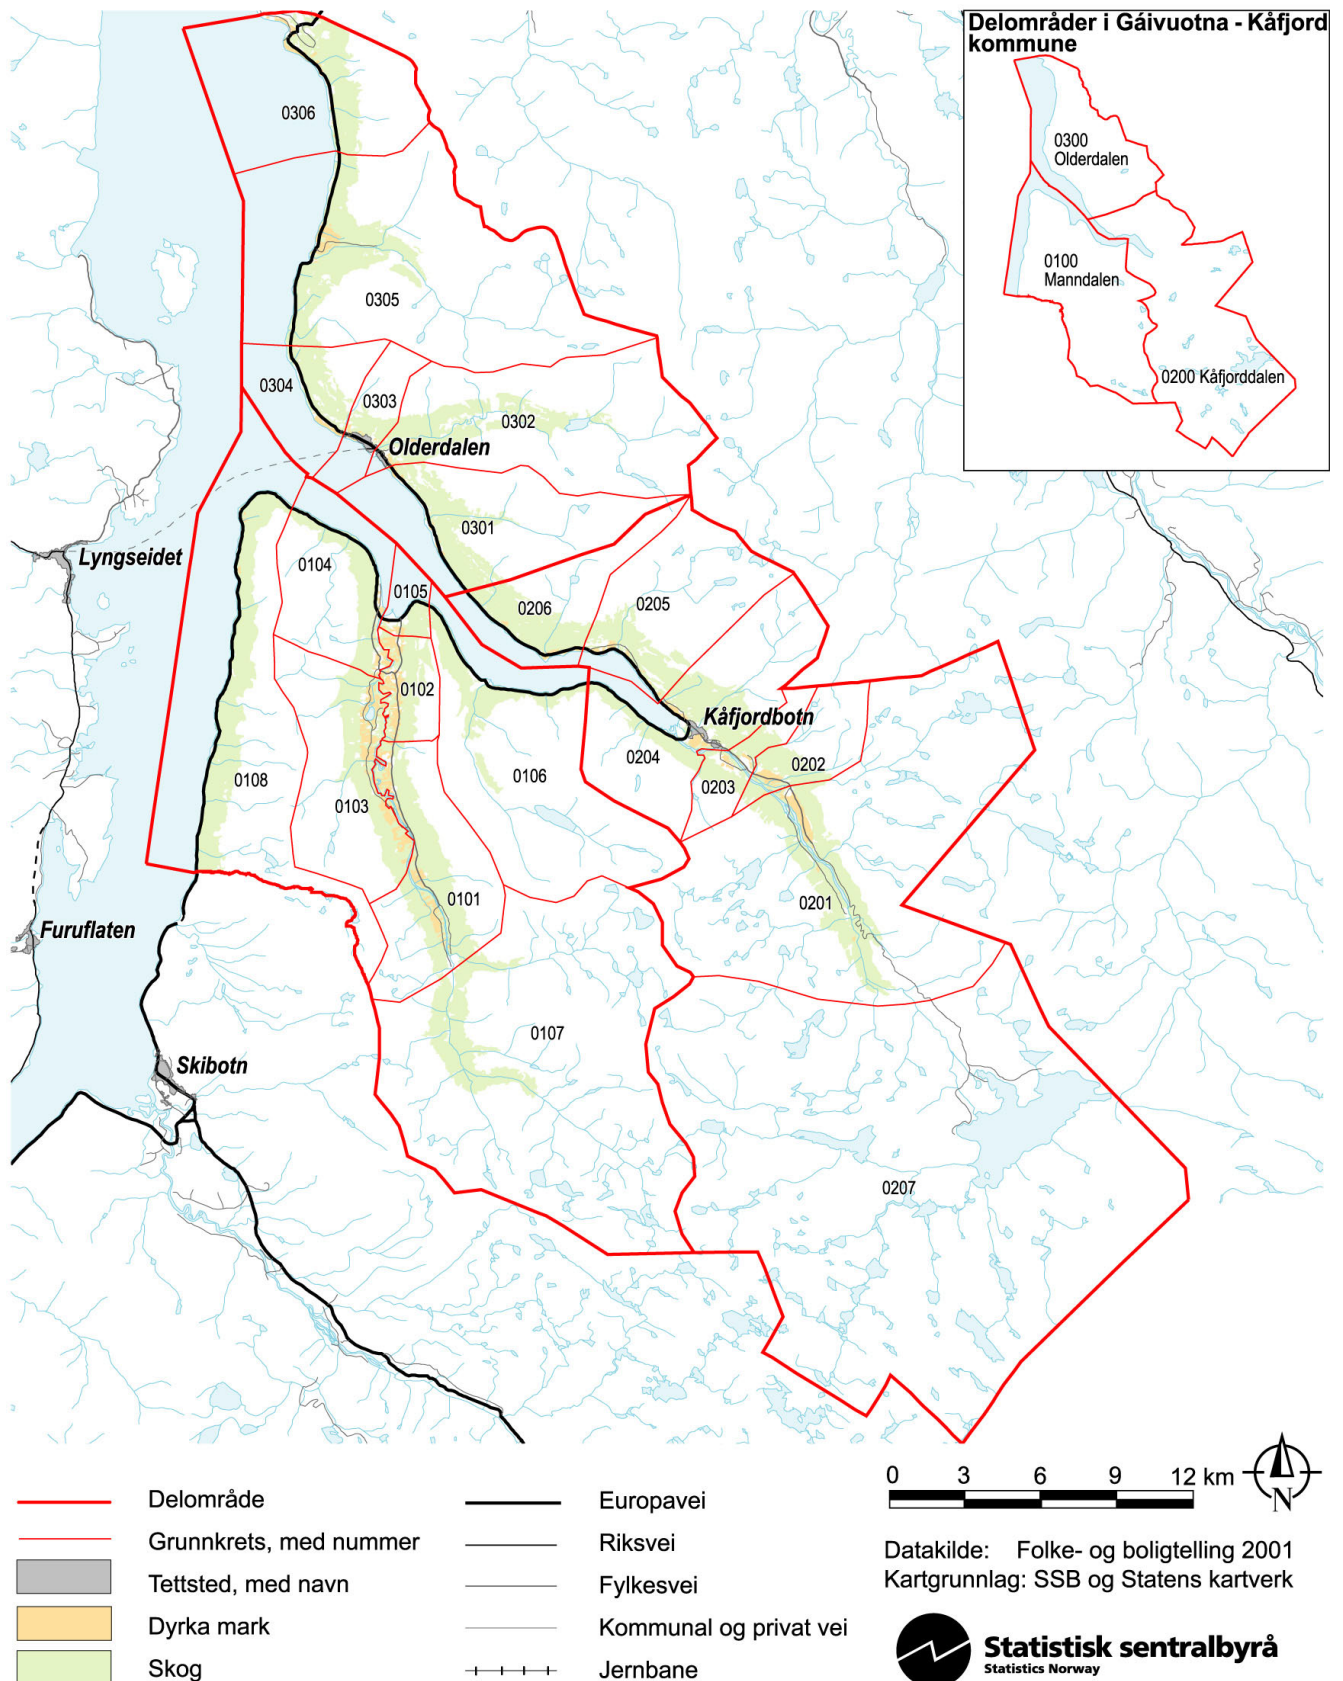 Delområder i Gáivuotna - Kåfjord
kommune
0300
Olderdalen
0100
Manndalen
0200 Kåfjorddalen
0306
0305
0304
0303
0302
Olderdalen
0301
Lyngseidet
0104
0105
0206
0205
0102
Kåfjordbotn
0204
0202
0203
0106
0108
0103
0101
0201
Furuflaten
0107
Skibotn
0207
Delområde
Grunnkrets, med nummer
Tettsted, med navn
Dyrka mark
Skog
Europavei
Riksvei
Fylkesvei
Kommunal og privat vei
Jernbane
0 3 6 9 12 km
N
Datakilde: Folke- og boligtelling 2001
Kartgrunnlag: SSB og Statens kartverk
Statistisk sentralbyrå
Statistics Norway